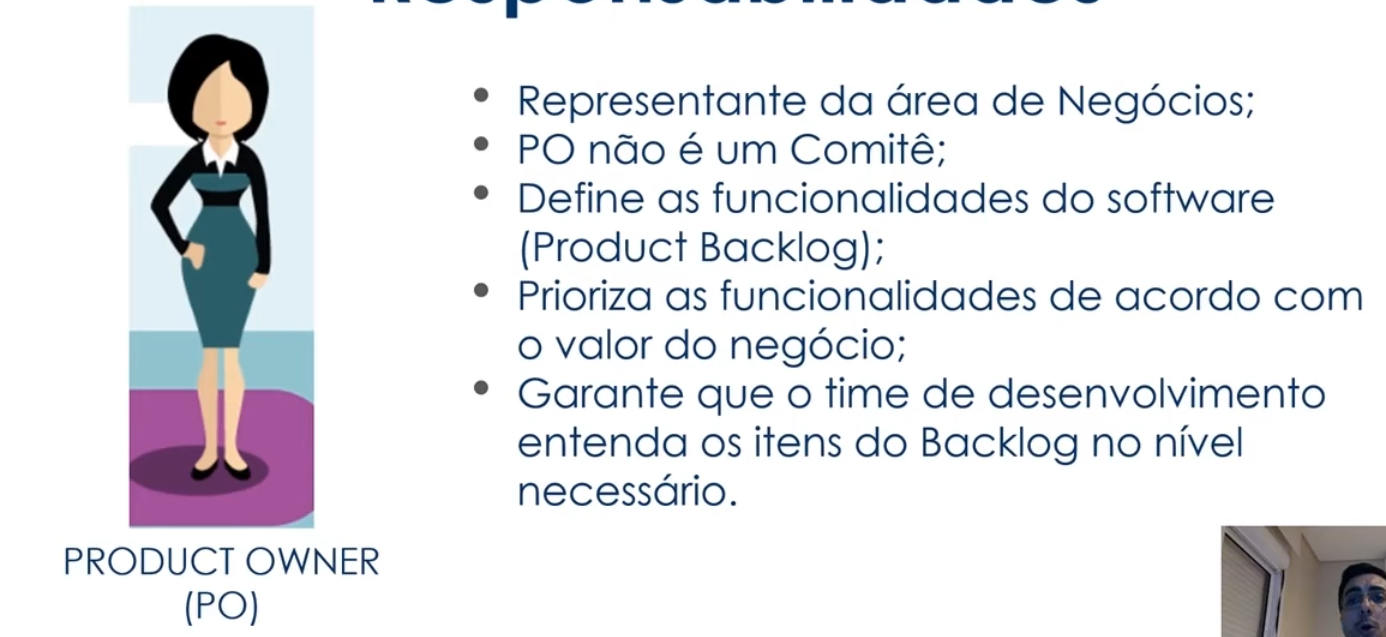 Responsabilidades
• Representante da área de Negócios;
• PO não é um Comitê;
• Define as funcionalidades do software
(Product Backlog);
• Prioriza as funcionalidades de acordo com
o valor do negócio;
• Garante que o time de desenvolvimento
entenda os itens do Backlog no nível
necessário.
PRODUCT OWNER
(PO)